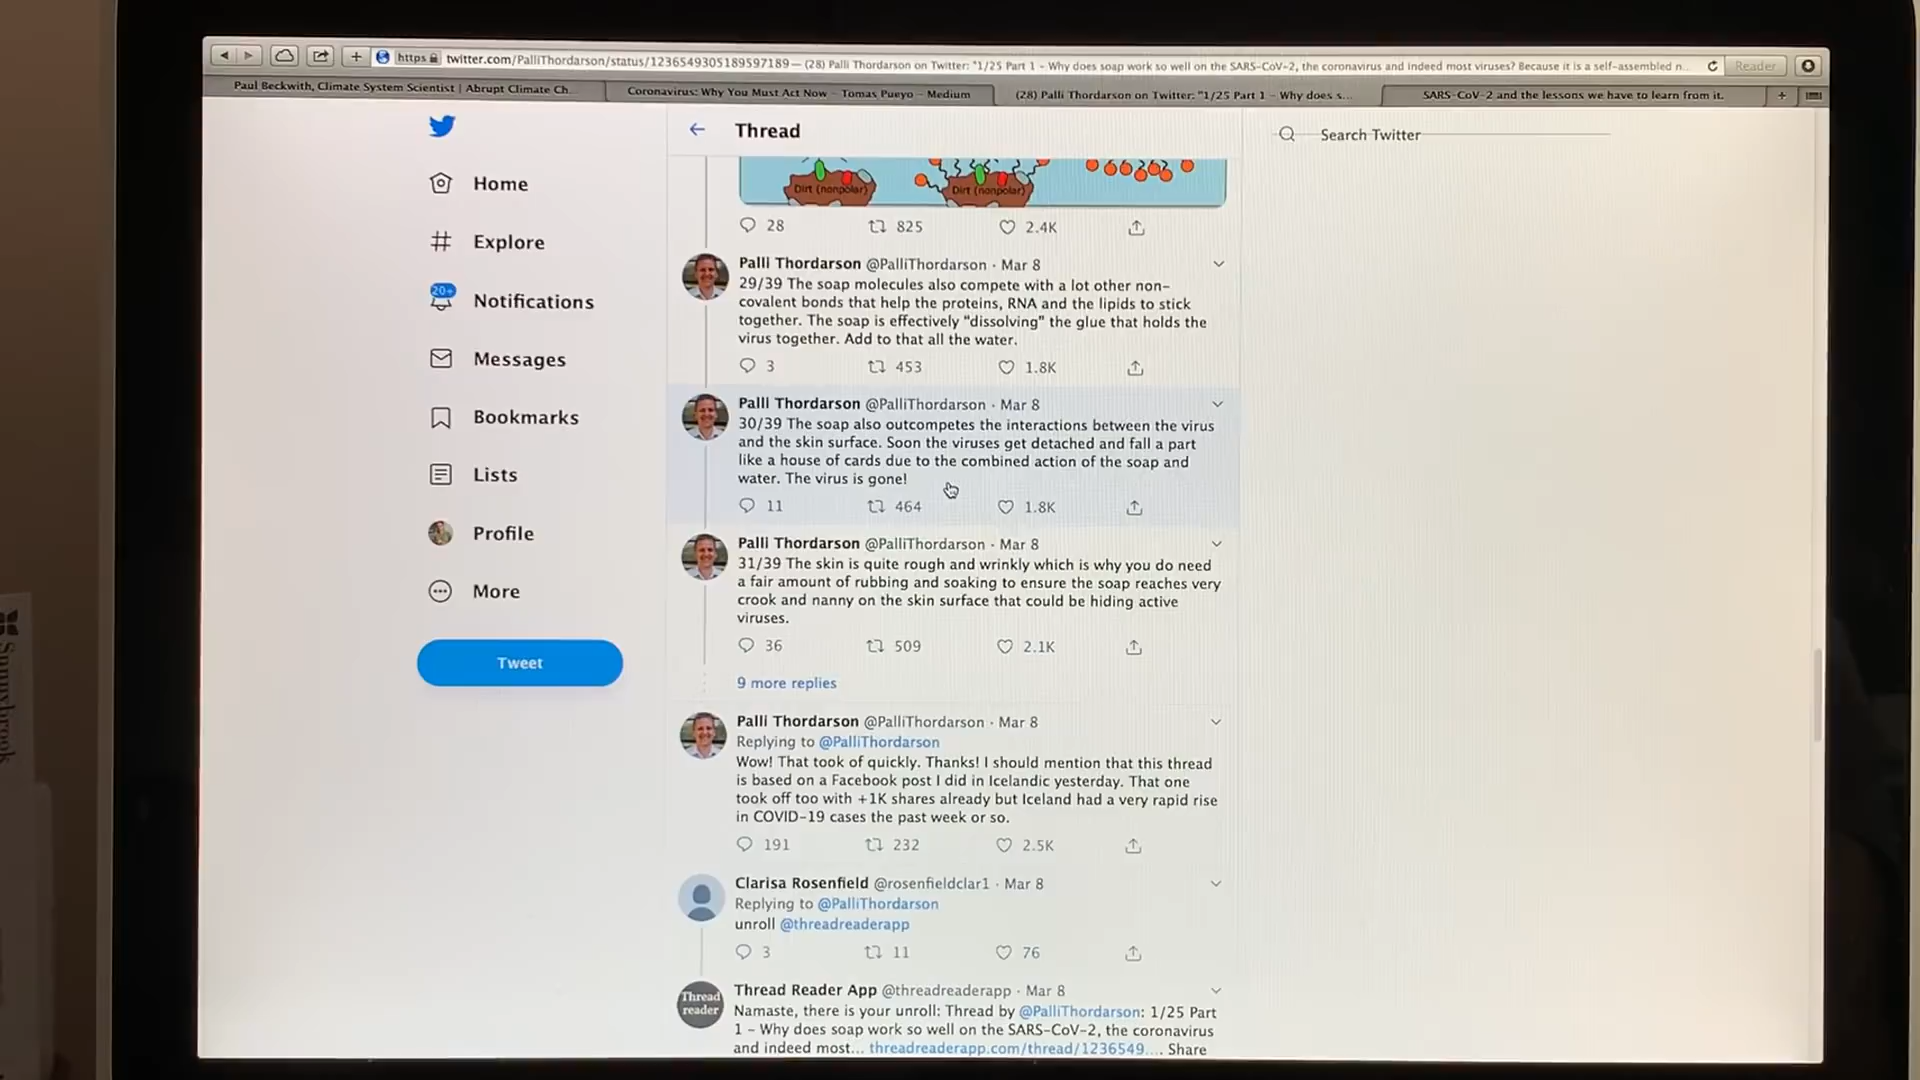 https twitter.com/PalliThordarson/status/1236549305189597189 — (28) Palli Thordarson on Twitter: "1/25 Part 1 - Why does soap work so well on the SARS-CoV-2, the coronavirus and indeed most viruses? Because it is a self-assembled n... Reader
Paul Beckwith, Climate System Scientist | Abrupt Climate Ch...
Coronavirus: Why You Must Act Now – Tomas Pueyo – Medium
(28) Palli Thordarson on Twitter: "1/25 Part 1 – Why does s...
SARS-CoV-2 and the lessons we have to learn from it.
Home
Explore
20+
Notifications
Messages
Bookmarks
Lists
Profile
More
Tweet
Thread
Search Twitter
Dirt (nonpolar) Dirt (nonpolar)
28 825 2.4K
Palli Thordarson @PalliThordarson · Mar 8
29/39 The soap molecules also compete with a lot other non-
covalent bonds that help the proteins, RNA and the lipids to stick
together. The soap is effectively "dissolving" the glue that holds the
virus together. Add to that all the water.
3 453 1.8K
Palli Thordarson @PalliThordarson · Mar 8
30/39 The soap also outcompetes the interactions between the virus
and the skin surface. Soon the viruses get detached and fall a part
like a house of cards due to the combined action of the soap and
water. The virus is gone!
11 464 1.8K
Palli Thordarson @PalliThordarson · Mar 8
31/39 The skin is quite rough and wrinkly which is why you do need
a fair amount of rubbing and soaking to ensure the soap reaches very
crook and nanny on the skin surface that could be hiding active
viruses.
36 509 2.1K
9 more replies
Palli Thordarson @PalliThordarson · Mar 8
Replying to @PalliThordarson
Wow! That took of quickly. Thanks! I should mention that this thread
is based on a Facebook post I did in Icelandic yesterday. That one
took off too with +1K shares already but Iceland had a very rapid rise
in COVID-19 cases the past week or so.
191 232 2.5K
Clarisa Rosenfield @rosenfieldclar1 · Mar 8
Replying to @PalliThordarson
unroll @threadreaderapp
3 11 76
Thread
reader
Thread Reader App @threadreaderapp · Mar 8
Namaste, there is your unroll: Thread by @PalliThordarson: 1/25 Part
1 – Why does soap work so well on the SARS-CoV-2, the coronavirus
and indeed most... threadreaderapp.com/thread/1236549.... Share
Sunnybrook